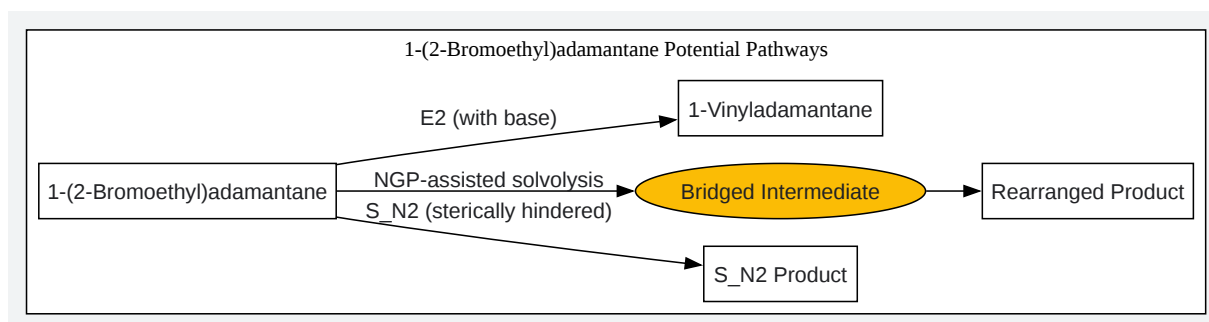 1-(2-Bromoethyl)adamantane Potential Pathways
E2 (with base)
1-Vinyladamantane
1-(2-Bromoethyl)adamantane
NGP-assisted solvolysis
Bridged Intermediate
Rearranged Product
S_N2 (sterically hindered)
S_N2 Product